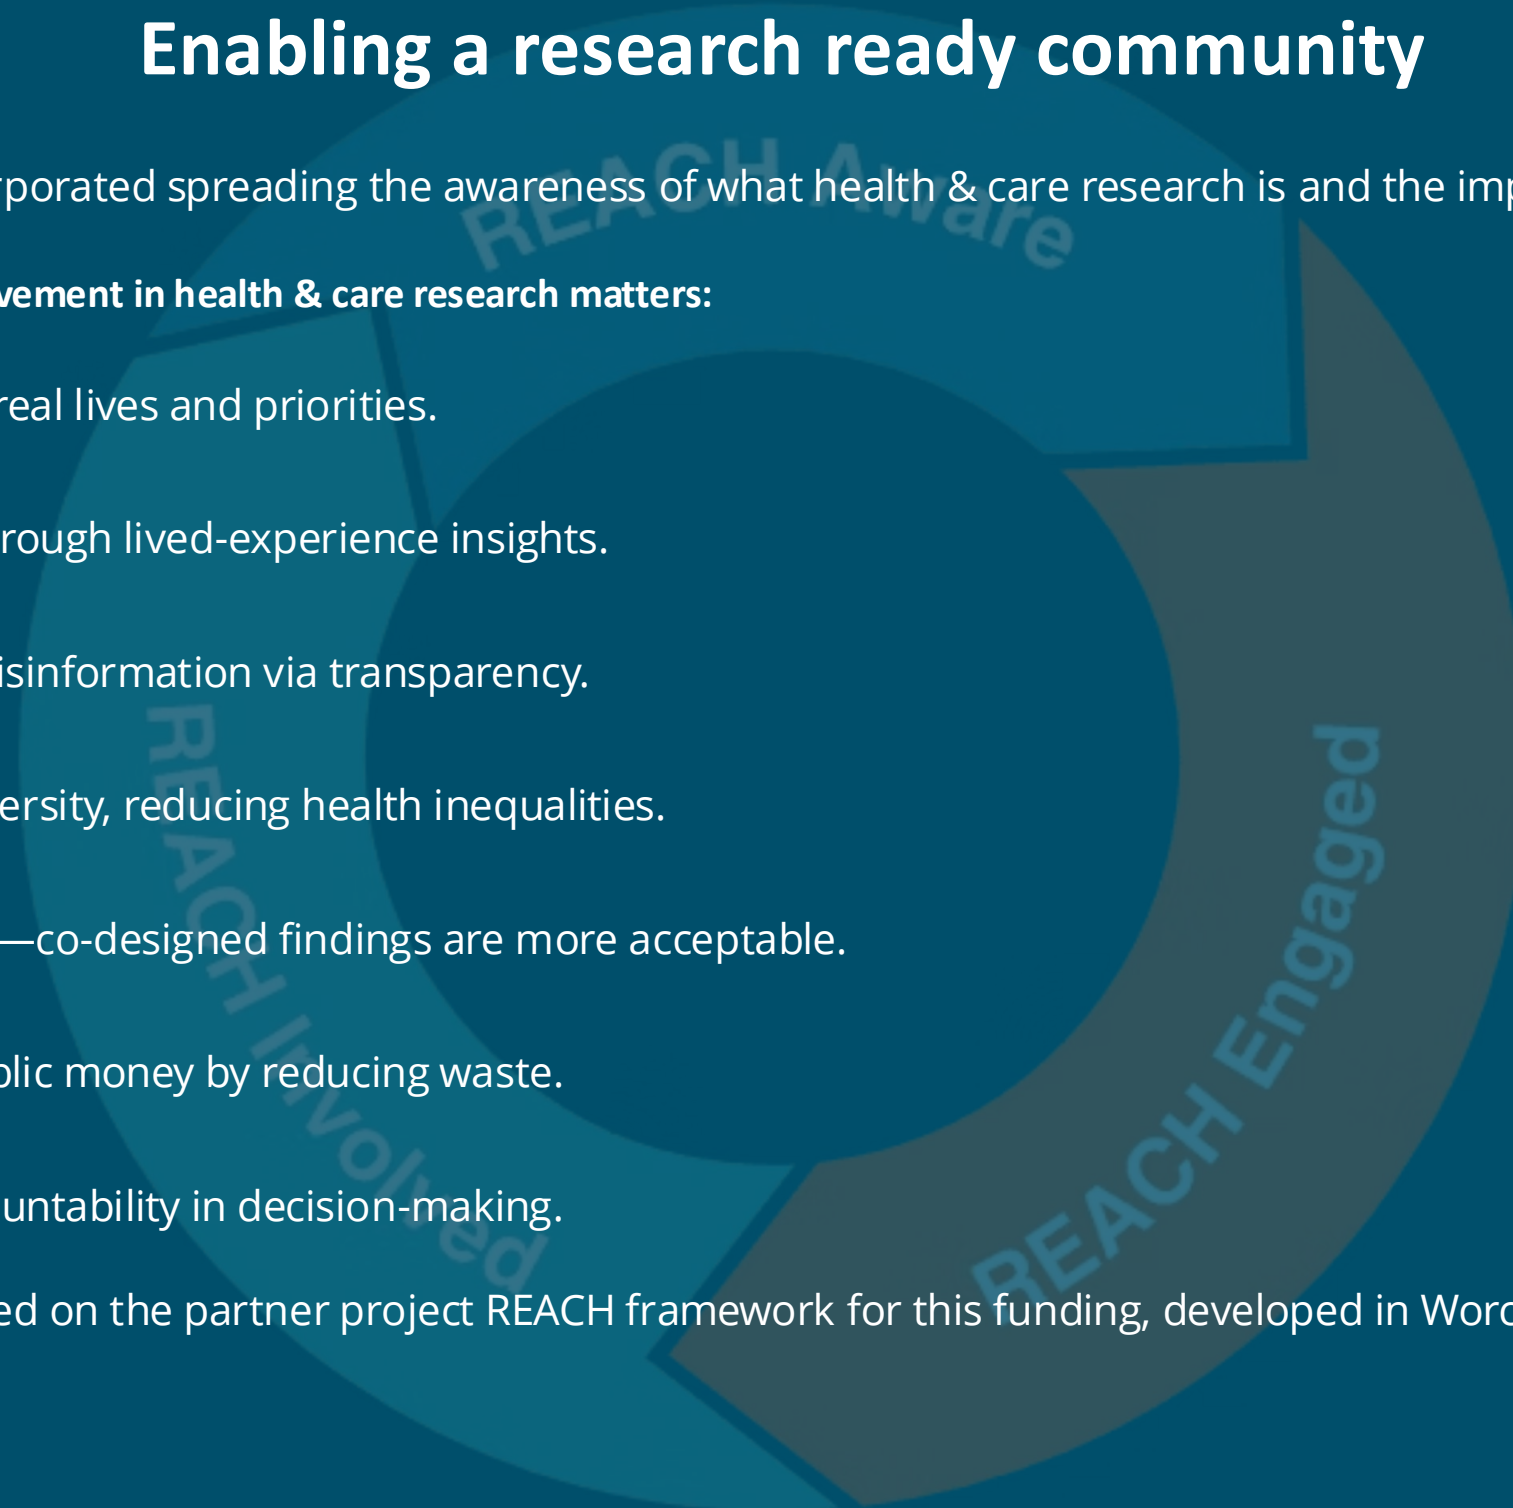 Enabling a research ready community
REACH Aware
rporated spreading the awareness of what health & care research is and the imp
vement in health & care research matters:
real lives and priorities.
rough lived-experience insights.
isinformation via transparency.
ersity, reducing health inequalities.
—co-designed findings are more acceptable.
blic money by reducing waste.
untability in decision-making.
ed on the partner project REACH framework for this funding, developed in Worc
REACH Involved
REACH Engaged